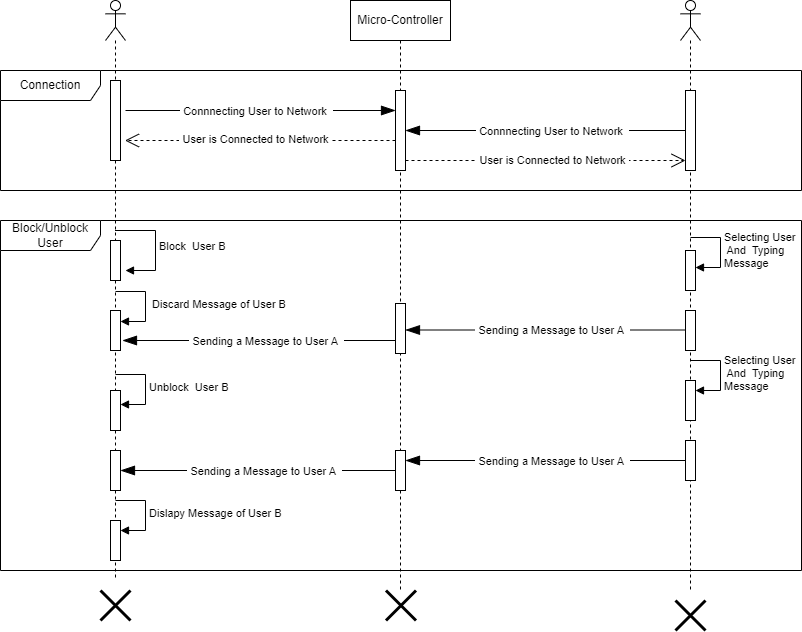 Micro-Controller
Connection
Connnecting User to Network
Connnecting User to Network
User is Connected to Network
User is Connected to Network
Block/Unblock
User
Block User B
Selecting User
And Typing
Message
Discard Message of User B
Sending a Message to User A
Sending a Message to User A
Selecting User
And Typing
Message
Unblock User B
Sending a Message to User A
Sending a Message to User A
Dislapy Message of User B